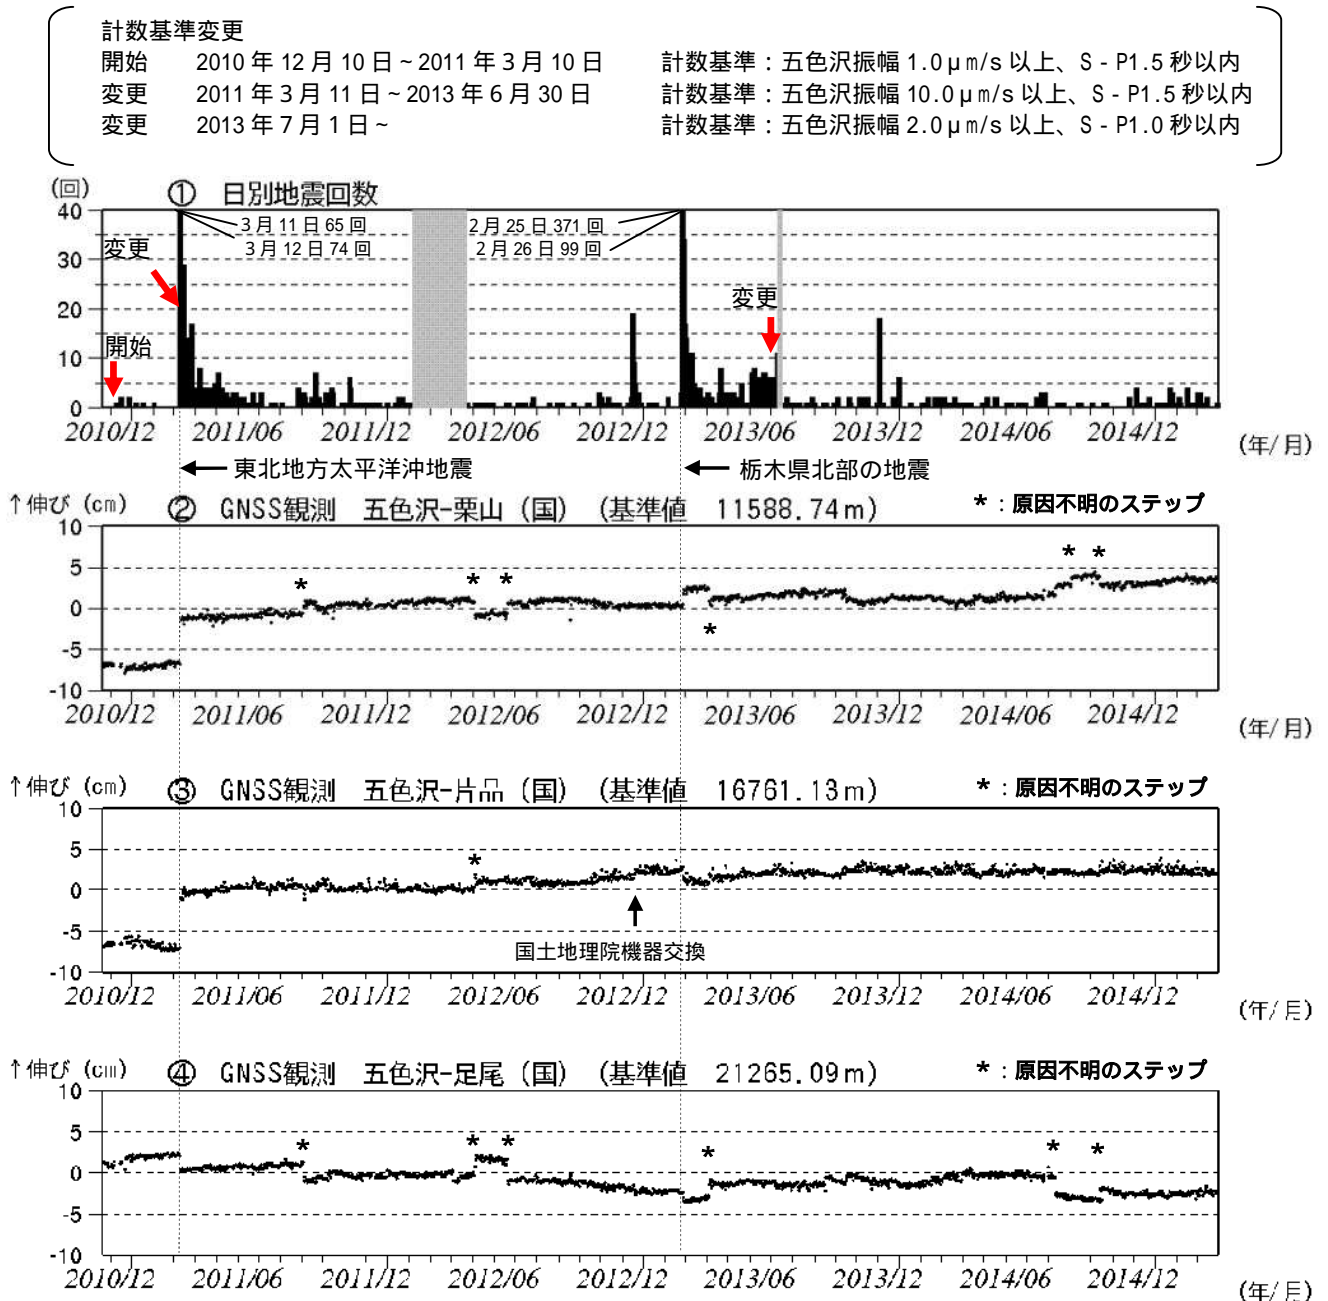 計数基準変更
開始 2010年12月10日~2011年3月10日 計数基準：五色沢振幅1.0μm/s以上、S-P1.5秒以内
変更 2011年3月11日~2013年6月30日 計数基準：五色沢振幅10.0μm/s以上、S-P1.5秒以内
変更 2013年7月1日~ 計数基準：五色沢振幅2.0μm/s以上、S-P1.0秒以内
(回) ① 日別地震回数
40
30
20
10
0
3月11日65回
3月12日74回
2月25日371回
2月26日99回
変更
開始
変更
2010/12 2011/06 2011/12 2012/06 2012/12 2013/06 2013/12 2014/06 2014/12 (年/月)
東北地方太平洋沖地震 栃木県北部の地震
↑伸び (cm) ② GNSS観測 五色沢-栗山（国）（基準値 11588.74m） *：原因不明のステップ
10
5
0
-5
-10
* * * * * *
2010/12 2011/06 2011/12 2012/06 2012/12 2013/06 2013/12 2014/06 2014/12 (年/月)
↑伸び (cm) ③ GNSS観測 五色沢-片品（国）（基準値 16761.13m） *：原因不明のステップ
10
5
0
-5
-10
*
国土地理院機器交換
2010/12 2011/06 2011/12 2012/06 2012/12 2013/06 2013/12 2014/06 2014/12 (年/月)
↑伸び (cm) ④ GNSS観測 五色沢-足尾（国）（基準値 21265.09m） *：原因不明のステップ
10
5
0
-5
-10
* * * * * *
2010/12 2011/06 2011/12 2012/06 2012/12 2013/06 2013/12 2014/06 2014/12 (年/月)